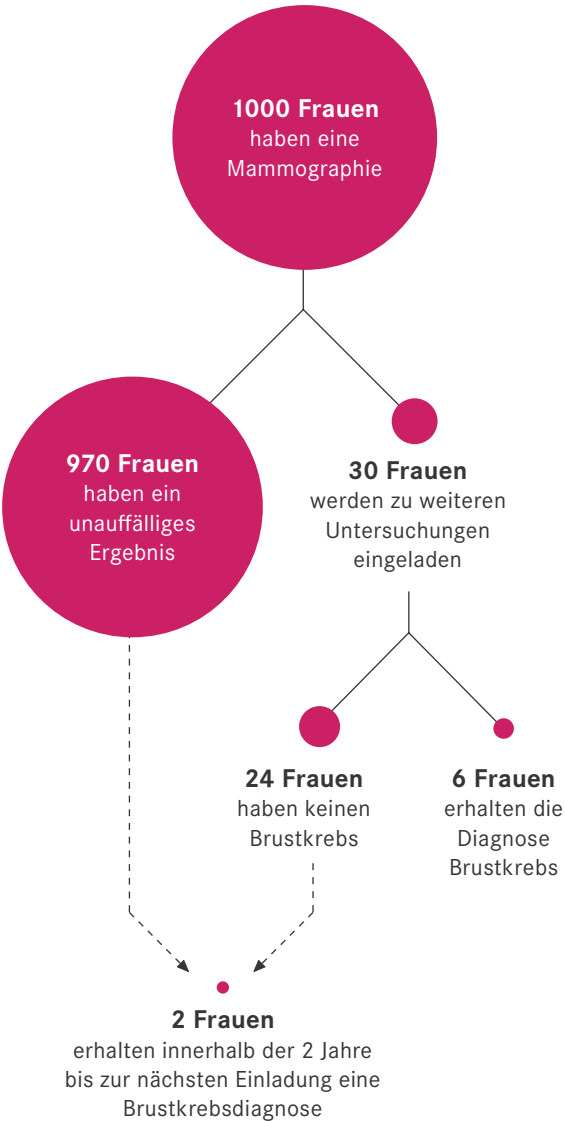 1000 Frauen
haben eine
Mammographie
970 Frauen
haben ein
unauffälliges
Ergebnis
30 Frauen
werden zu weiteren
Untersuchungen
eingeladen
24 Frauen
haben keinen
Brustkrebs
6 Frauen
erhalten die
Diagnose
Brustkrebs
2 Frauen
erhalten innerhalb der 2 Jahre
bis zur nächsten Einladung eine
Brustkrebsdiagnose